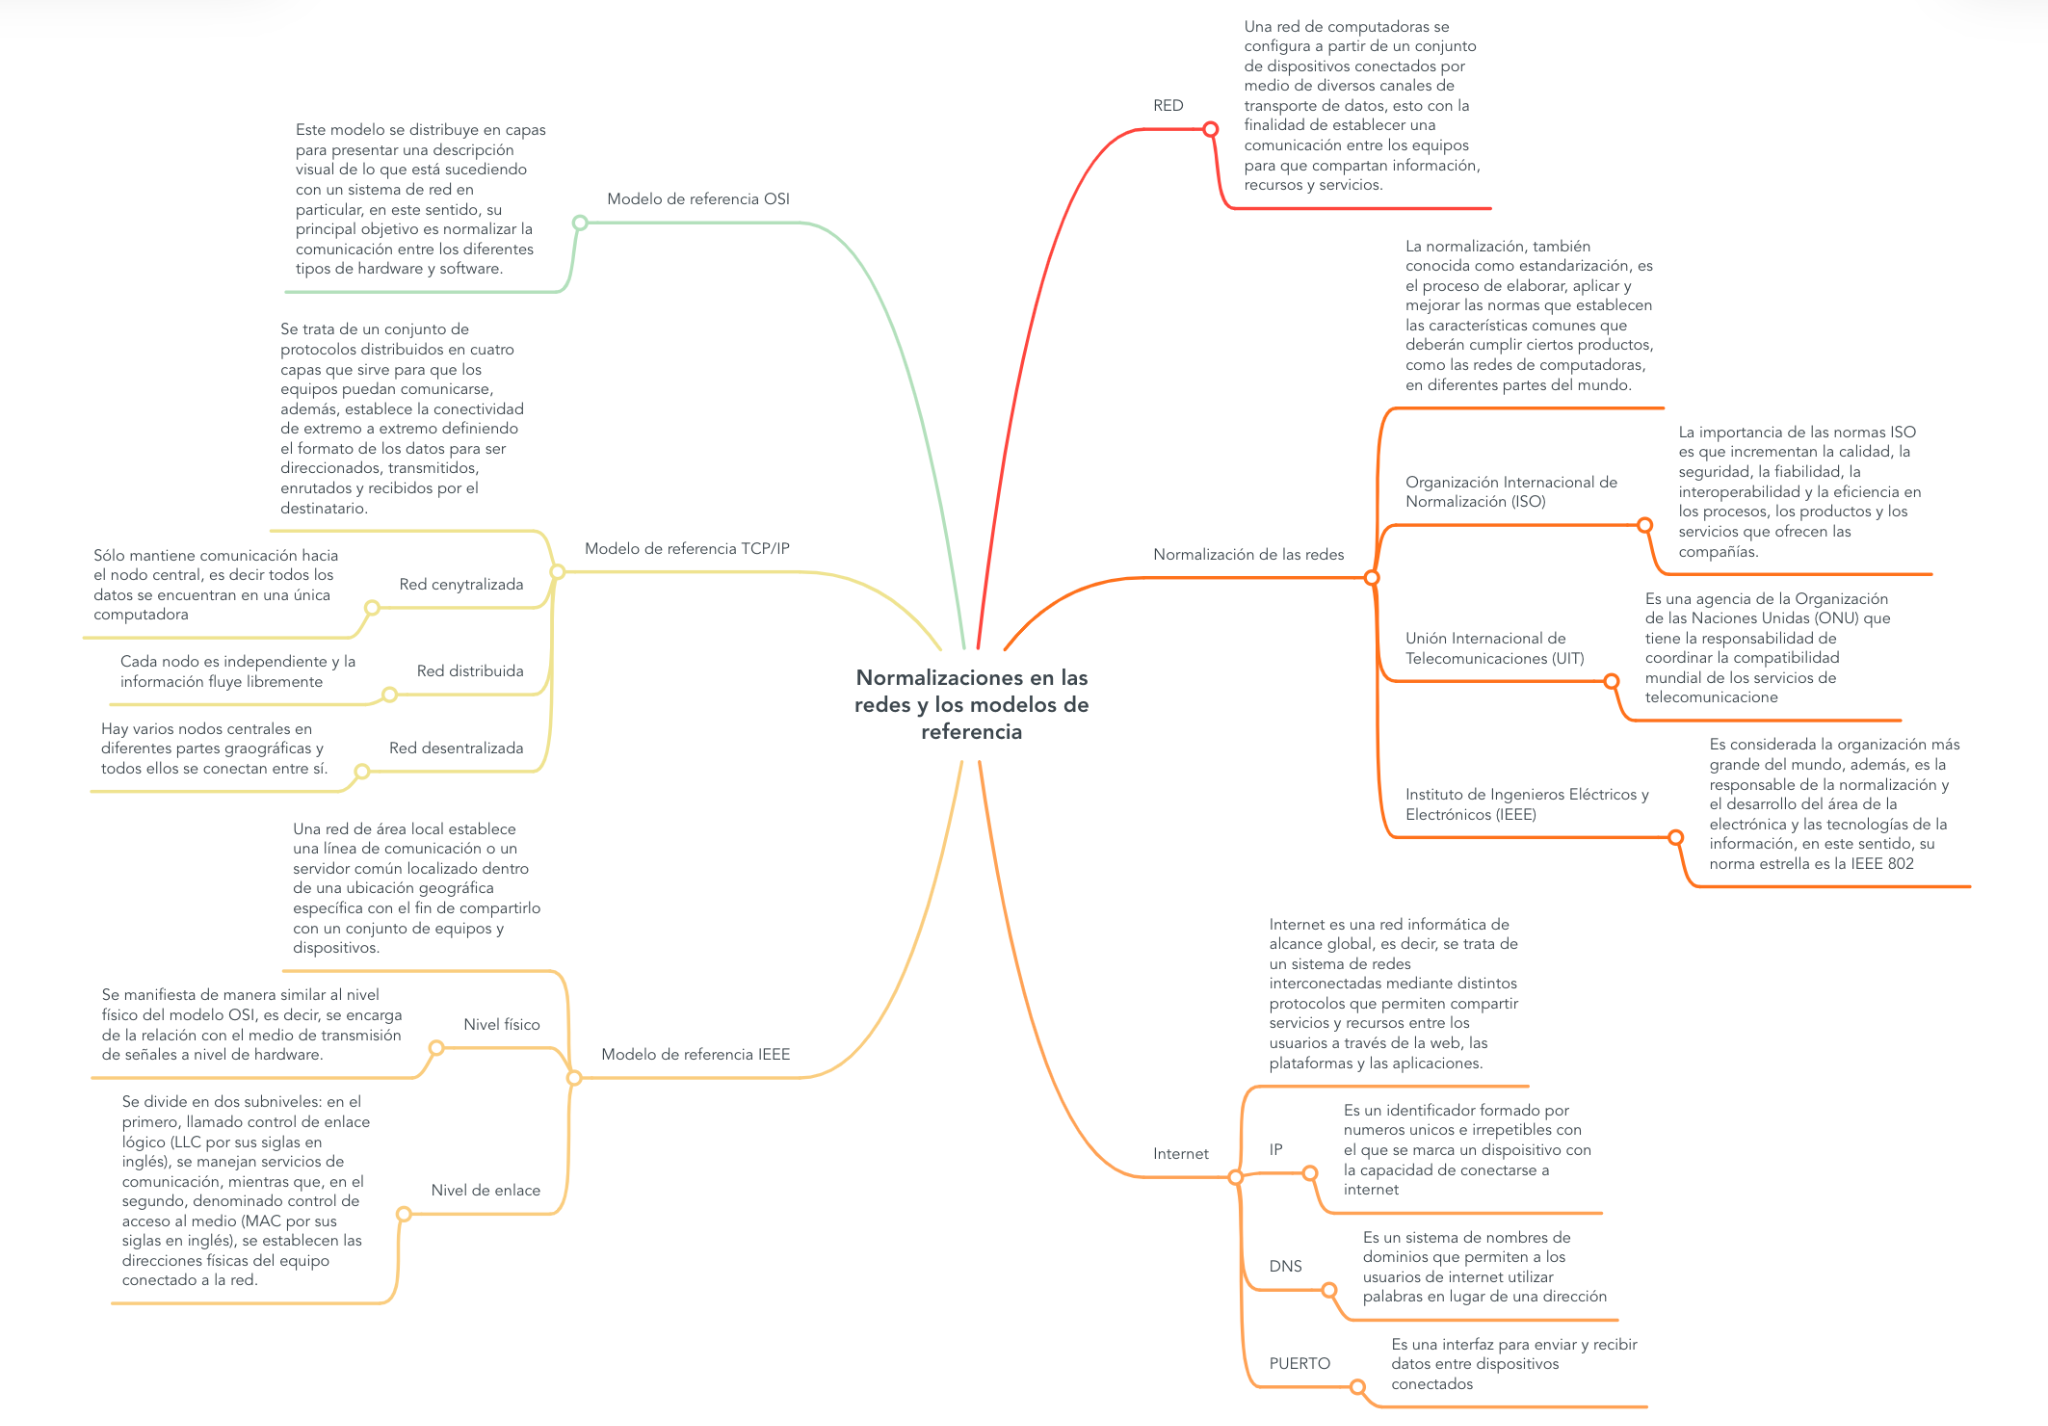 Normalizaciones en las
redes y los modelos de
referencia
RED
Una red de computadoras se
configura a partir de un conjunto
de dispositivos conectados por
medio de diversos canales de
transporte de datos, esto con la
finalidad de establecer una
comunicación entre los equipos
para que compartan información,
recursos y servicios.
Normalización de las redes
La normalización, también
conocida como estandarización, es
el proceso de elaborar, aplicar y
mejorar las normas que establecen
las características comunes que
deberán cumplir ciertos productos,
como las redes de computadoras,
en diferentes partes del mundo.
Organización Internacional de
Normalización (ISO)
La importancia de las normas ISO
es que incrementan la calidad, la
seguridad, la fiabilidad, la
interoperabilidad y la eficiencia en
los procesos, los productos y los
servicios que ofrecen las
compañías.
Unión Internacional de
Telecomunicaciones (UIT)
Es una agencia de la Organización
de las Naciones Unidas (ONU) que
tiene la responsabilidad de
coordinar la compatibilidad
mundial de los servicios de
telecomunicacione
Instituto de Ingenieros Eléctricos y
Electrónicos (IEEE)
Es considerada la organización más
grande del mundo, además, es la
responsable de la normalización y
el desarrollo del área de la
electrónica y las tecnologías de la
información, en este sentido, su
norma estrella es la IEEE 802
Internet
Internet es una red informática de
alcance global, es decir, se trata de
un sistema de redes
interconectadas mediante distintos
protocolos que permiten compartir
servicios y recursos entre los
usuarios a través de la web, las
plataformas y las aplicaciones.
IP
Es un identificador formado por
numeros unicos e irrepetibles con
el que se marca un dispoisitivo con
la capacidad de conectarse a
internet
DNS
Es un sistema de nombres de
dominios que permiten a los
usuarios de internet utilizar
palabras en lugar de una dirección
PUERTO
Es una interfaz para enviar y recibir
datos entre dispositivos
conectados
Modelo de referencia OSI
Este modelo se distribuye en capas
para presentar una descripción
visual de lo que está sucediendo
con un sistema de red en
particular, en este sentido, su
principal objetivo es normalizar la
comunicación entre los diferentes
tipos de hardware y software.
Modelo de referencia TCP/IP
Se trata de un conjunto de
protocolos distribuidos en cuatro
capas que sirve para que los
equipos puedan comunicarse,
además, establece la conectividad
de extremo a extremo definiendo
el formato de los datos para ser
direccionados, transmitidos,
enrutados y recibidos por el
destinatario.
Red cenytralizada
Sólo mantiene comunicación hacia
el nodo central, es decir todos los
datos se encuentran en una única
computadora
Red distribuida
Cada nodo es independiente y la
información fluye libremente
Red desentralizada
Hay varios nodos centrales en
diferentes partes graográficas y
todos ellos se conectan entre sí.
Modelo de referencia IEEE
Una red de área local establece
una línea de comunicación o un
servidor común localizado dentro
de una ubicación geográfica
específica con el fin de compartirlo
con un conjunto de equipos y
dispositivos.
Nivel físico
Se manifiesta de manera similar al nivel
físico del modelo OSI, es decir, se encarga
de la relación con el medio de transmisión
de señales a nivel de hardware.
Nivel de enlace
Se divide en dos subniveles: en el
primero, llamado control de enlace
lógico (LLC por sus siglas en
inglés), se manejan servicios de
comunicación, mientras que, en el
segundo, denominado control de
acceso al medio (MAC por sus
siglas en inglés), se establecen las
direcciones físicas del equipo
conectado a la red.